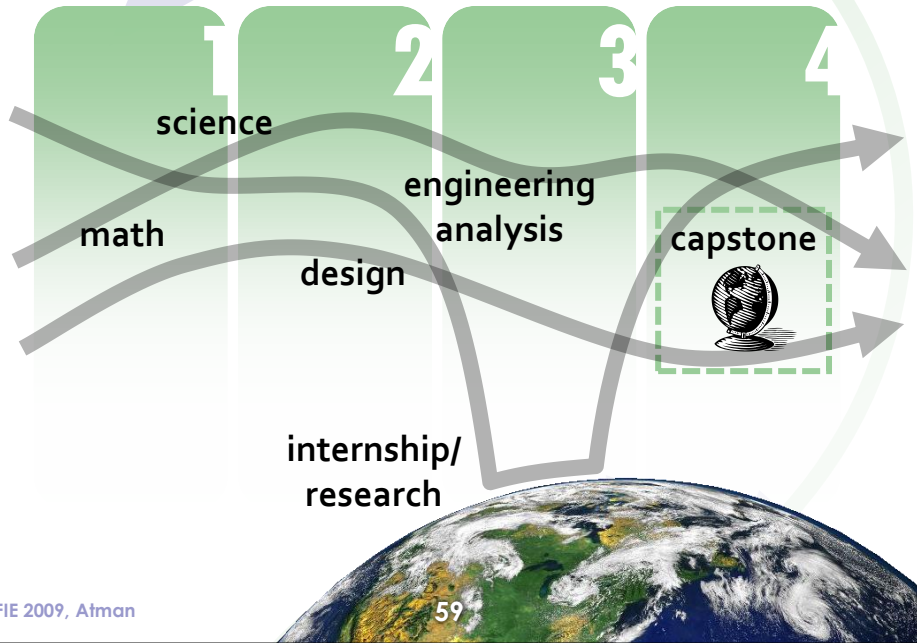 1 2 3 4
science
math
engineering
analysis
design
capstone
internship/
research
FIE 2009, Atman
59